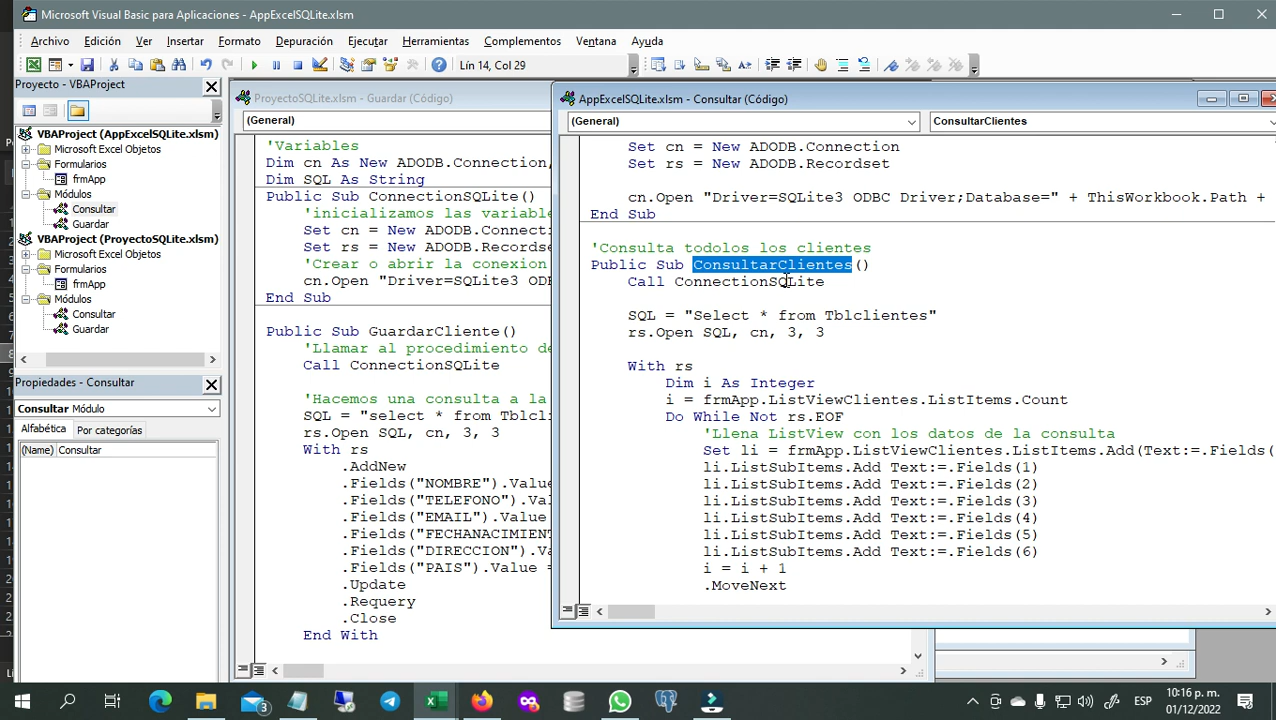 Microsoft Visual Basic para Aplicaciones - AppExcelSQLite.xlsm
Archivo Edición Ver Insertar Formato Depuración Ejecutar Herramientas Complementos Ventana Ayuda
Lín 14, Col 29
Proyecto - VBAProject
VBAProject (AppExcelSQLite.xlsm)
Microsoft Excel Objetos
Formularios
frmApp
Módulos
Consultar
Guardar
VBAProject (ProyectoSQLite.xlsm)
Microsoft Excel Objetos
Formularios
frmApp
Módulos
Consultar
Guardar
Propiedades - Consultar
Consultar Módulo
Alfabética Por categorías
(Name) Consultar
ProyectoSQLite.xlsm - Guardar (Código)
(General)
'Variables
Dim cn As New ADODB.Connection,
Dim SQL As String
Public Sub ConnectionSQLite()
'inicializamos las variable
Set cn = New ADODB.Connecti
Set rs = New ADODB.Recordse
'Crear o abrir la conexion
cn.Open "Driver=SQLite3 ODB
End Sub
Public Sub GuardarCliente()
'Llamar al procedimiento de
Call ConnectionSQLite
'Hacemos una consulta a la
SQL = "select * from Tblcli
rs.Open SQL, cn, 3, 3
With rs
.AddNew
.Fields("NOMBRE").Value
.Fields("TELEFONO").Val
.Fields("EMAIL").Value
.Fields("FECHANACIMIENT
.Fields("DIRECCION").Va
.Fields("PAIS").Value =
.Update
.Requery
.Close
End With
AppExcelSQLite.xlsm - Consultar (Código)
(General) ConsultarClientes
Set cn = New ADODB.Connection
Set rs = New ADODB.Recordset
cn.Open "Driver=SQLite3 ODBC Driver;Database=" + ThisWorkbook.Path +
End Sub
'Consulta todolos los clientes
Public Sub ConsultarClientes()
Call ConnectionSQLite
SQL = "Select * from Tblclientes"
rs.Open SQL, cn, 3, 3
With rs
Dim i As Integer
i = frmApp.ListViewClientes.ListItems.Count
Do While Not rs.EOF
'Llena ListView con los datos de la consulta
Set li = frmApp.ListViewClientes.ListItems.Add(Text:=.Fields(
li.ListSubItems.Add Text:=.Fields(1)
li.ListSubItems.Add Text:=.Fields(2)
li.ListSubItems.Add Text:=.Fields(3)
li.ListSubItems.Add Text:=.Fields(4)
li.ListSubItems.Add Text:=.Fields(5)
li.ListSubItems.Add Text:=.Fields(6)
i = i + 1
.MoveNext
3
ESP
10:16 p. m.
01/12/2022